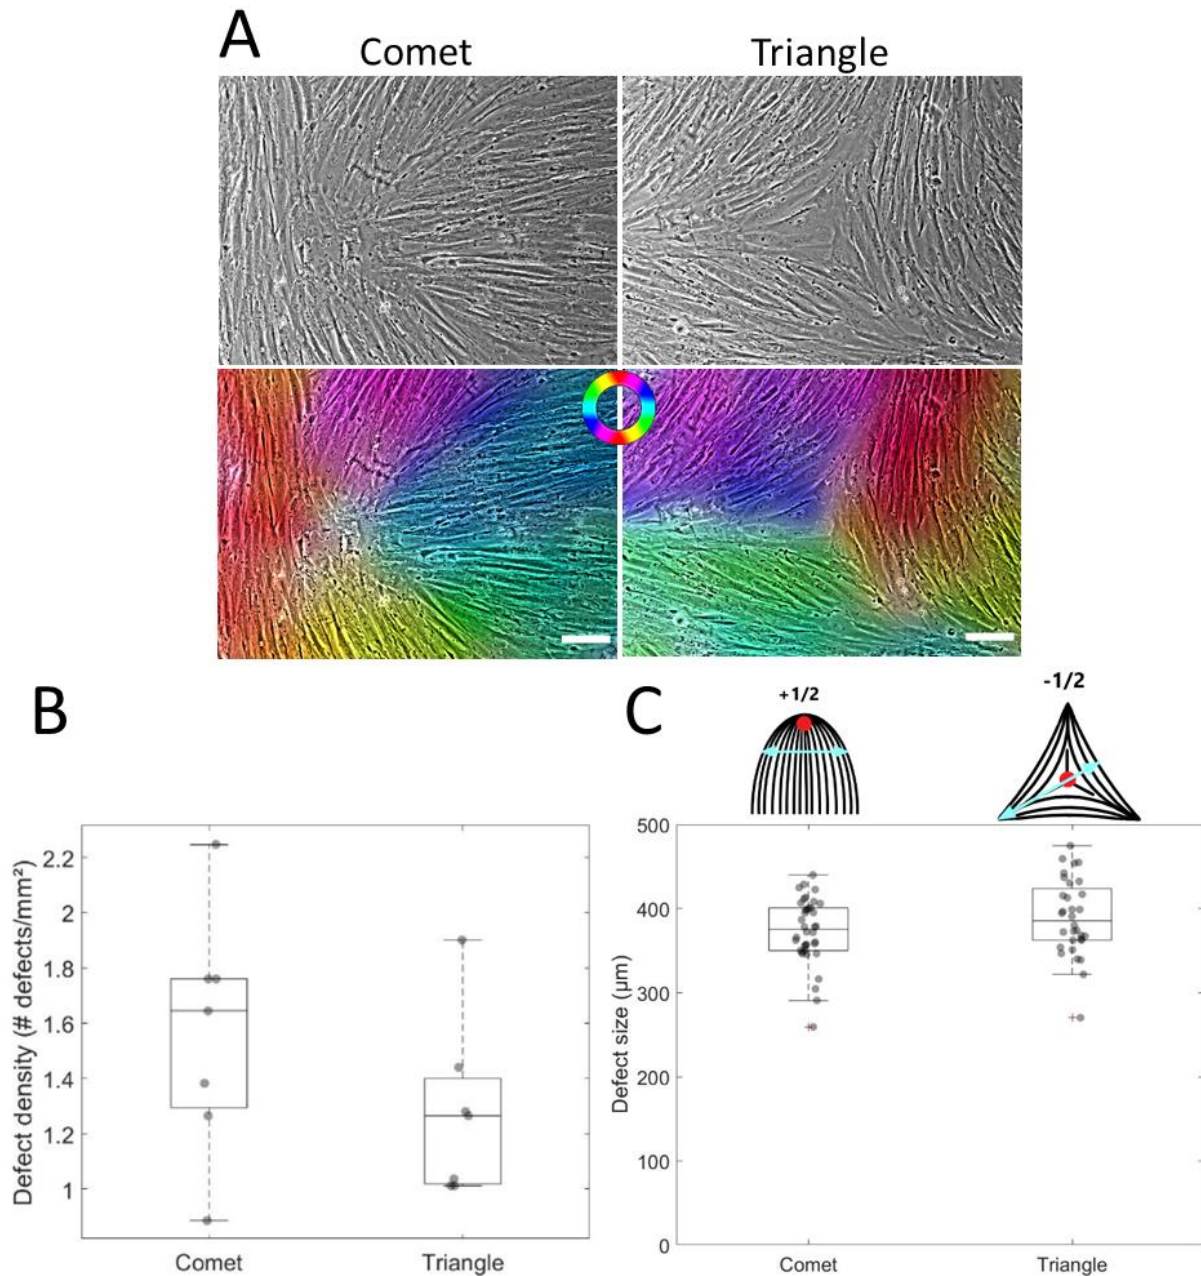 A
Comet Triangle
B
Defect density (# defects/mm²)
2.2
2
1.8
1.6
1.4
1.2
1
Comet Triangle
C
+1/2 -1/2
Defect size (µm)
500
400
300
200
100
0
Comet Triangle